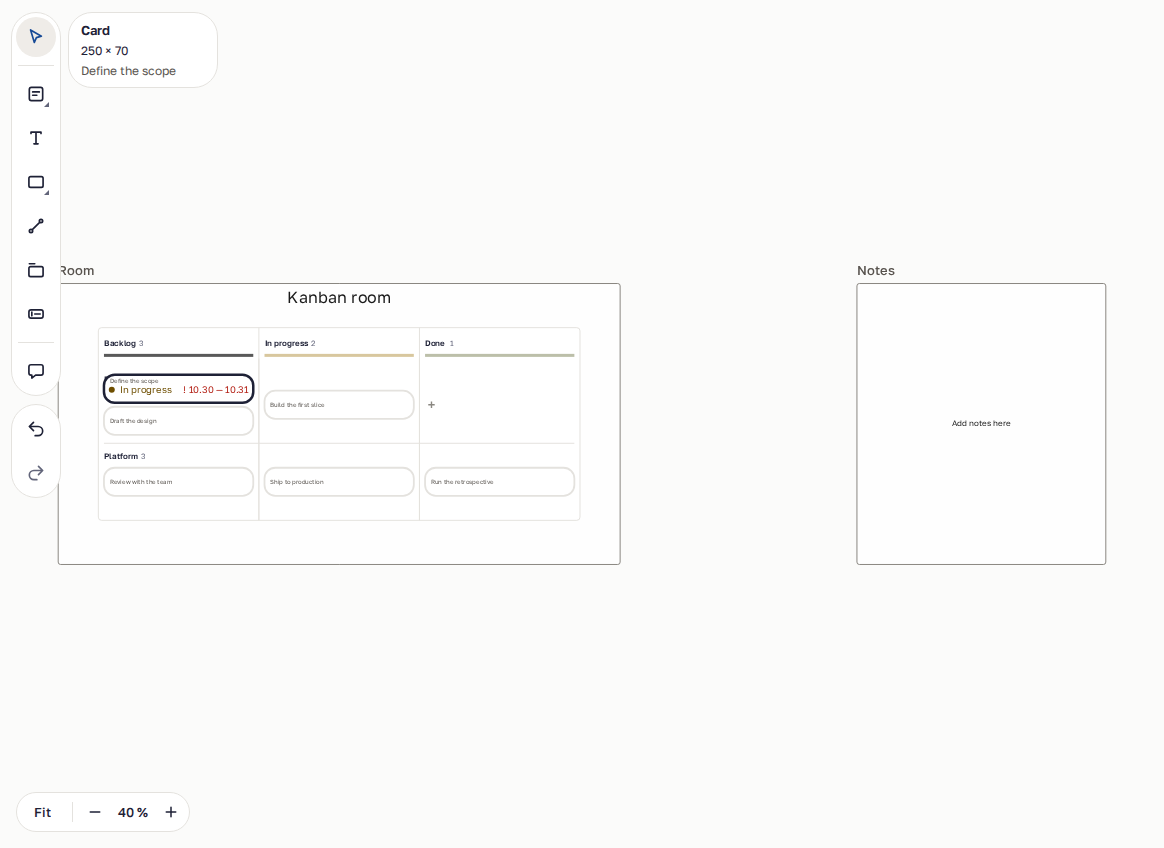 Card
250 × 70
Define the scope
Room
Notes
Kanban room
Backlog 3
In progress 2
Done 1
Define the scope
In progress ! 10.30 – 10.31
Build the first slice
+
Draft the design
Add notes here
Platform 3
Review with the team
Ship to production
Run the retrospective
Fit − 40 % +